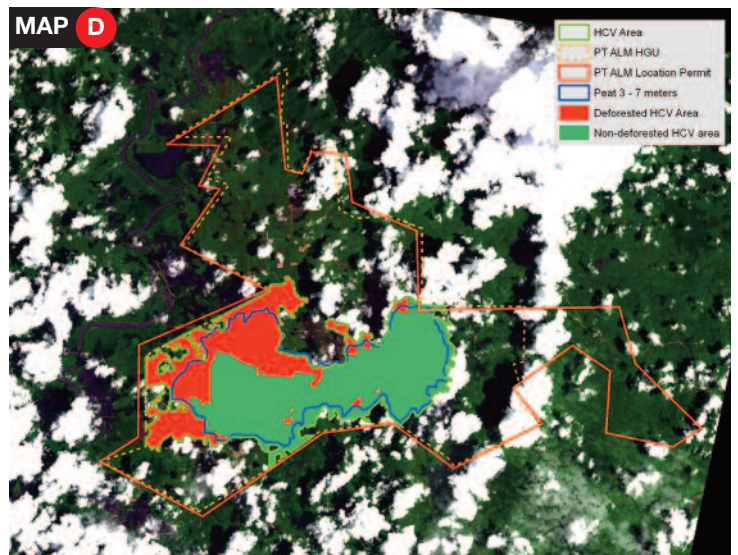 MAP D
HCV Area
PT ALM HGU
PT ALM Location Permit
Peat 3 - 7 meters
Deforested HCV Area
Non-deforested HCV area